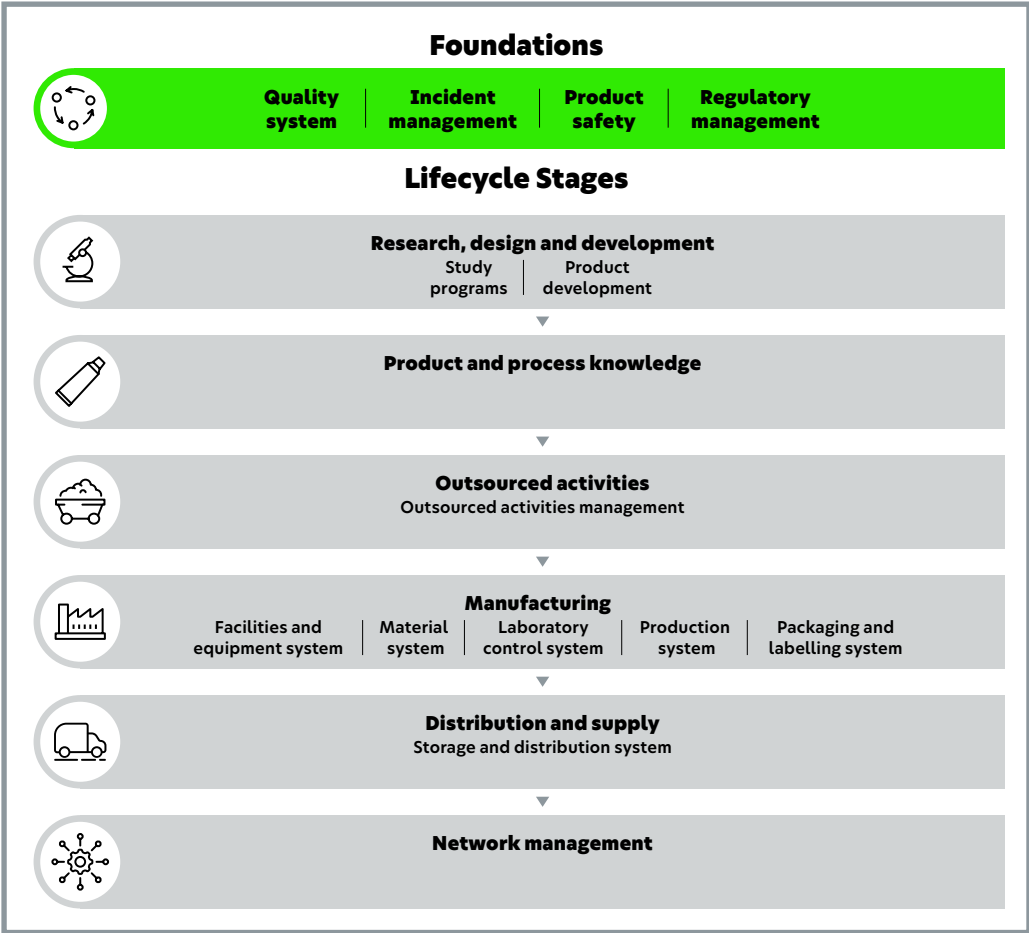 Foundations
Quality system
Incident management
Product safety
Regulatory management
Lifecycle Stages
Research, design and development
Study programs
Product development
Product and process knowledge
Outsourced activities
Outsourced activities management
Manufacturing
Facilities and equipment system
Material system
Laboratory control system
Production system
Packaging and labelling system
Distribution and supply
Storage and distribution system
Network management